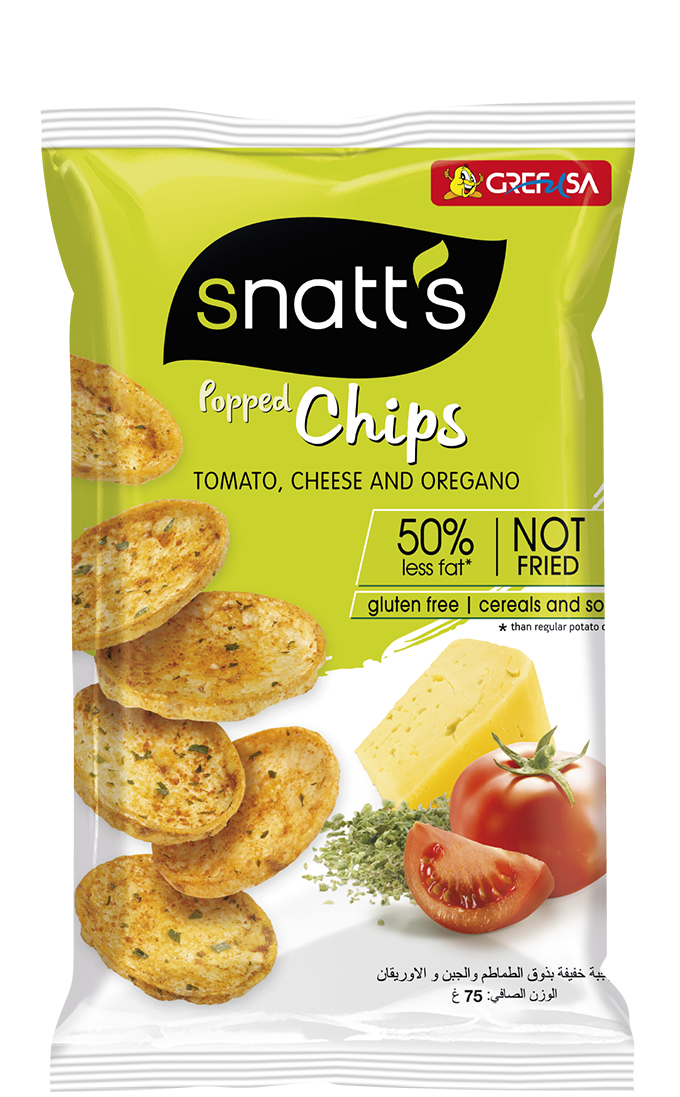 GREFUSA
snatt's
Popped Chips
TOMATO, CHEESE AND OREGANO
50% less fat* | NOT FRIED
gluten free | cereals and so
* than regular potato
خفيفة بذوق الطماطم والجبن و الاوريقان
الوزن الصافي: 75 غ